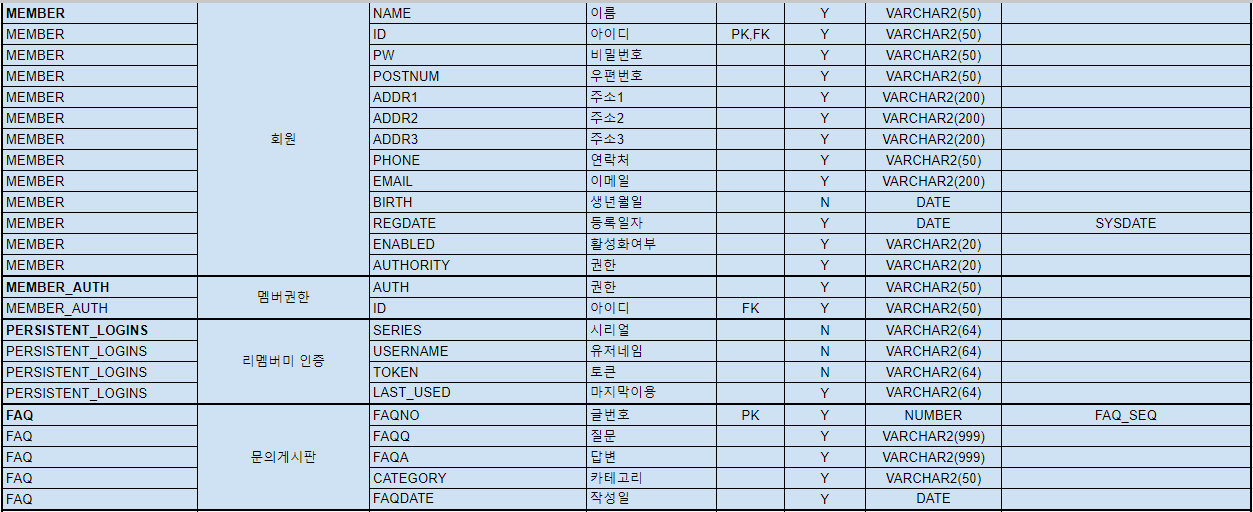 MEMBER 회원 NAME 이름 Y VARCHAR2(50)
MEMBER ID 아이디 PK,FK Y VARCHAR2(50)
MEMBER PW 비밀번호 Y VARCHAR2(50)
MEMBER POSTNUM 우편번호 Y VARCHAR2(50)
MEMBER ADDR1 주소1 Y VARCHAR2(200)
MEMBER ADDR2 주소2 Y VARCHAR2(200)
MEMBER ADDR3 주소3 Y VARCHAR2(200)
MEMBER PHONE 연락처 Y VARCHAR2(50)
MEMBER EMAIL 이메일 Y VARCHAR2(200)
MEMBER BIRTH 생년월일 N DATE
MEMBER REGDATE 등록일자 Y DATE SYSDATE
MEMBER ENABLED 활성화여부 Y VARCHAR2(20)
MEMBER AUTHORITY 권한 Y VARCHAR2(20)
MEMBER_AUTH 멤버권한 AUTH 권한 Y VARCHAR2(50)
MEMBER_AUTH ID 아이디 FK Y VARCHAR2(50)
PERSISTENT_LOGINS 리멤버미 인증 SERIES 시리얼 N VARCHAR2(64)
PERSISTENT_LOGINS USERNAME 유저네임 N VARCHAR2(64)
PERSISTENT_LOGINS TOKEN 토큰 N VARCHAR2(64)
PERSISTENT_LOGINS LAST_USED 마지막이용 Y VARCHAR2(64)
FAQ 문의게시판 FAQNO 글번호 PK Y NUMBER FAQ_SEQ
FAQ FAQQ 질문 Y VARCHAR2(999)
FAQ FAQA 답변 Y VARCHAR2(999)
FAQ CATEGORY 카테고리 Y VARCHAR2(50)
FAQ FAQDATE 작성일 Y DATE